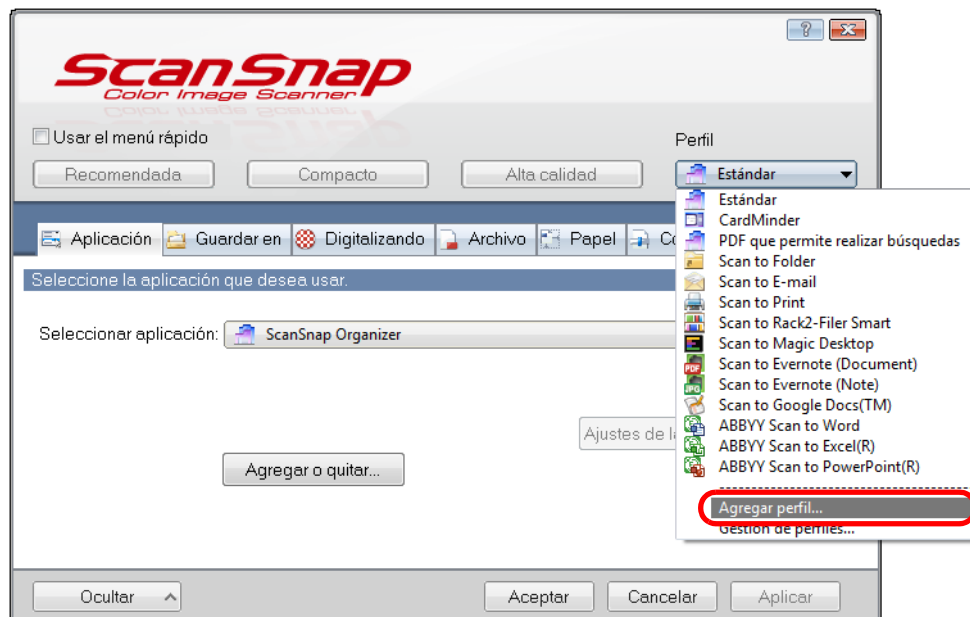 ScanSnap
Color Image Scanner
Usar el menú rápido
Perfil
Recomendada
Compacto
Alta calidad
Estándar
Aplicación
Guardar en
Digitalizando
Archivo
Papel
Seleccione la aplicación que desea usar.
Seleccionar aplicación:
ScanSnap Organizer
Ajustes de
Agregar o quitar...
Estándar
CardMinder
PDF que permite realizar búsquedas
Scan to Folder
Scan to E-mail
Scan to Print
Scan to Rack2-Filer Smart
Scan to Magic Desktop
Scan to Evernote (Document)
Scan to Evernote (Note)
Scan to Google Docs(TM)
ABBYY Scan to Word
ABBYY Scan to Excel(R)
ABBYY Scan to PowerPoint(R)
Agregar perfil...
Gestión de perfiles...
Ocultar
Aceptar
Cancelar
Aplicar